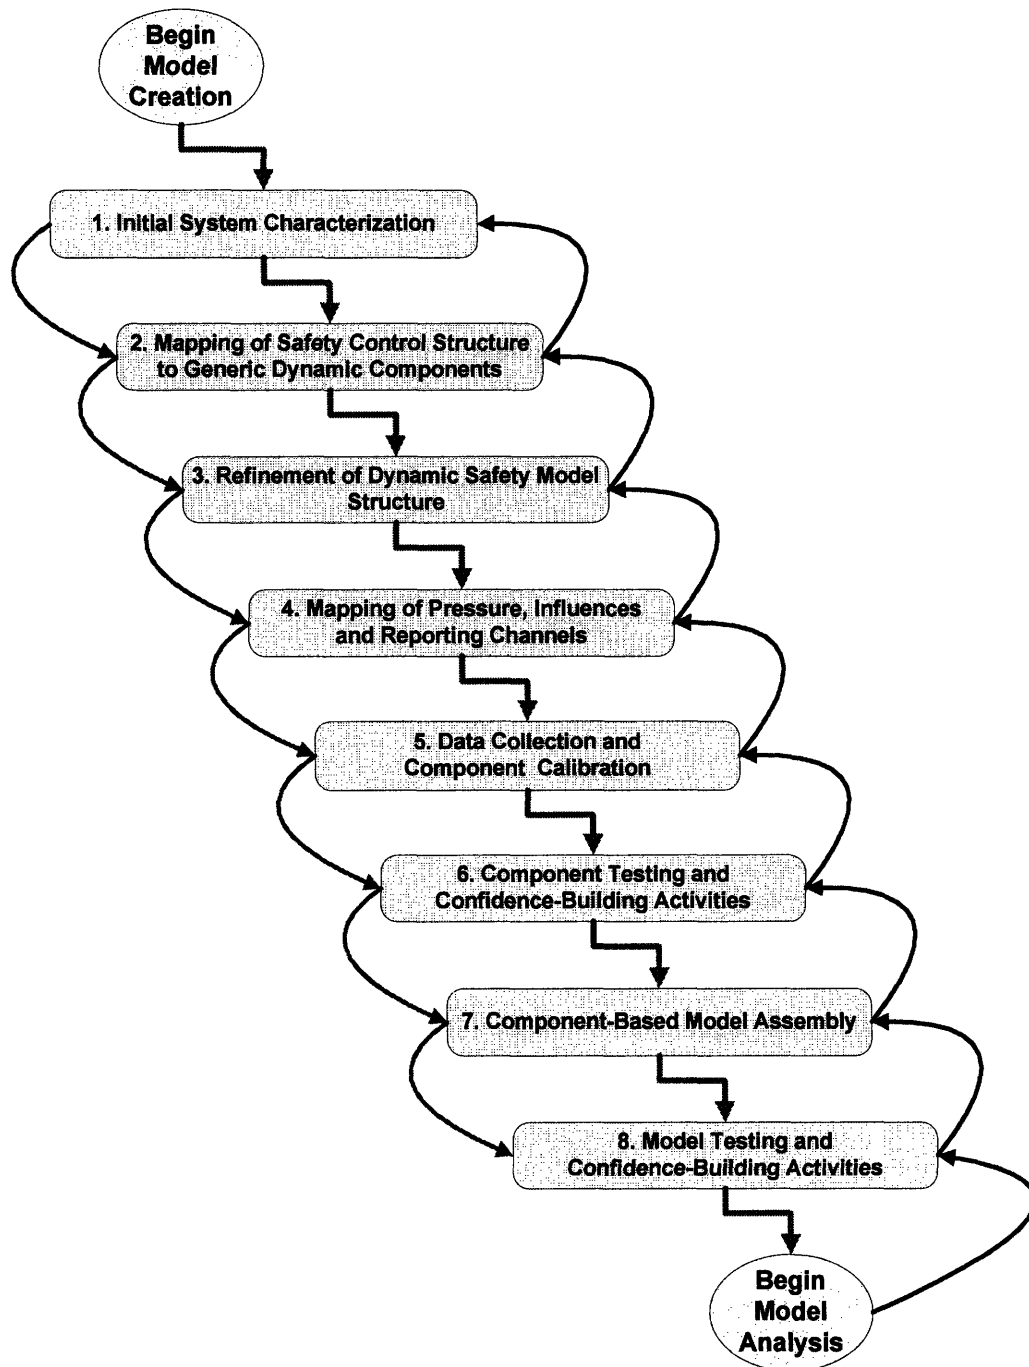 Begin
Model
Creation
1. Initial System Characterization
2. Mapping of Safety Control Structure
to Generic Dynamic Components
3. Refinement of Dynamic Safety Model
Structure
4. Mapping of Pressure, Influences
and Reporting Channels
5. Data Collection and
Component Calibration
6. Component Testing and
Confidence-Building Activities
7. Component-Based Model Assembly
8. Model Testing and
Confidence-Building Activities
Begin
Model
Analysis